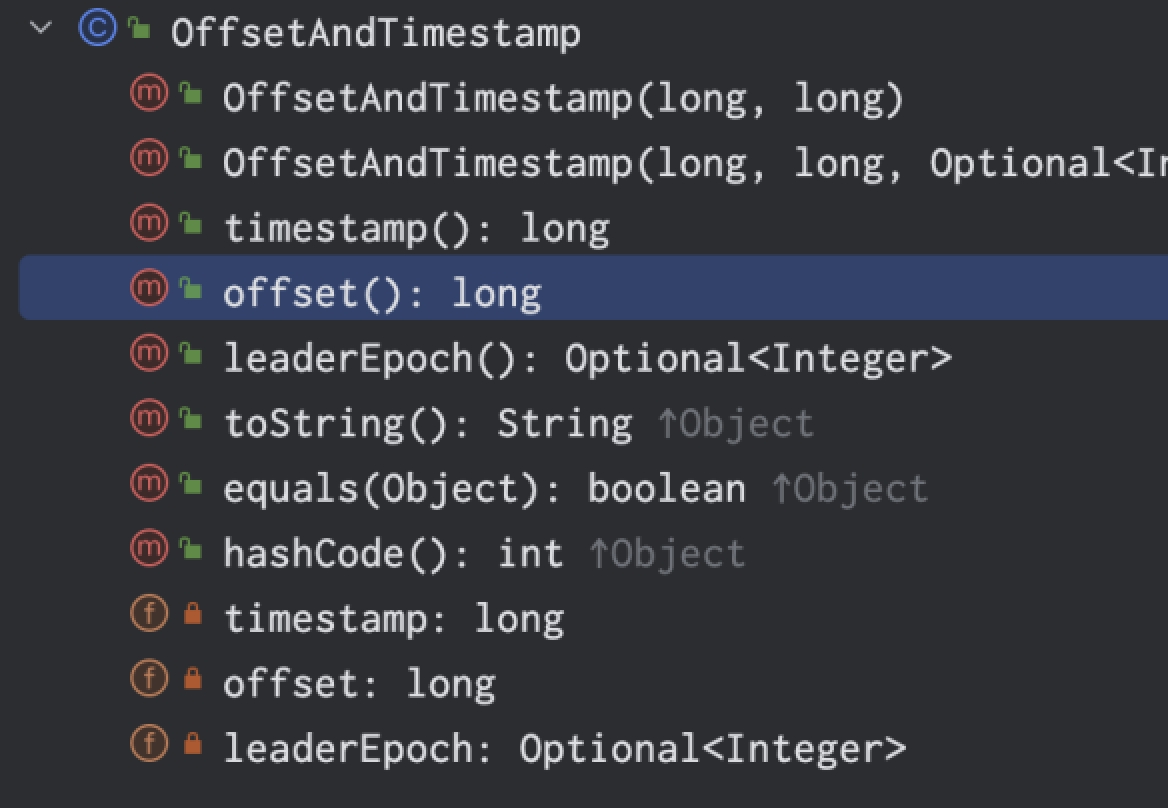 OffsetAndTimestamp
OffsetAndTimestamp(long, long)
OffsetAndTimestamp(long, long, Optional<I
timestamp(): long
offset(): long
leaderEpoch(): Optional<Integer>
toString(): String ↑Object
equals(Object): boolean ↑Object
hashCode(): int ↑Object
timestamp: long
offset: long
leaderEpoch: Optional<Integer>